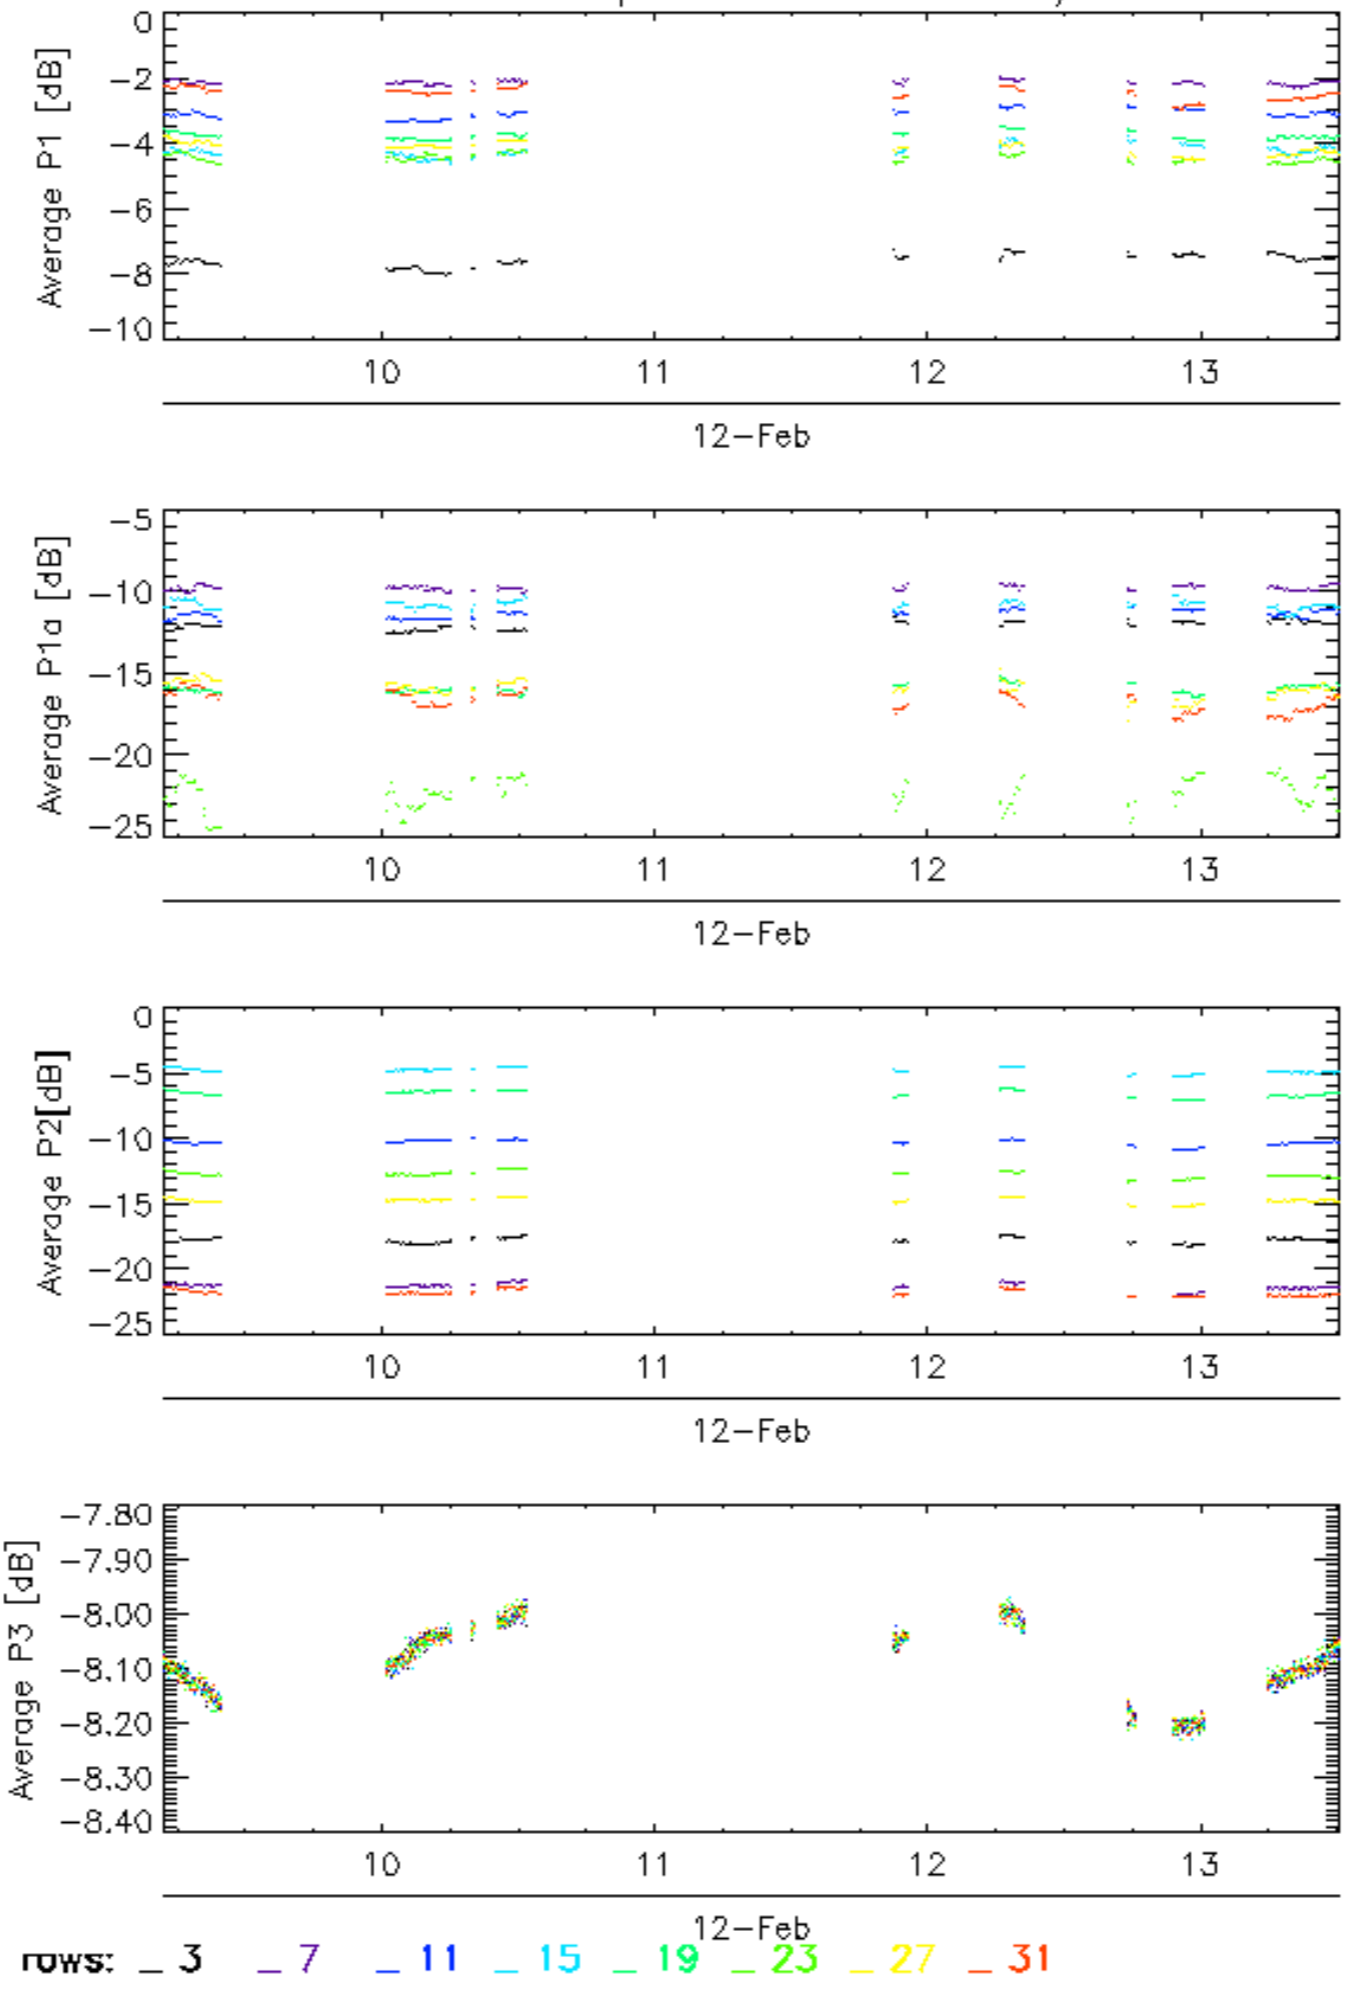 0
−2
−4
−6
−8
−10
Average P1 [dB]
10 11 12 13
12−Feb
−5
−10
−15
−20
−25
Average P1a [dB]
10 11 12 13
12−Feb
0
−5
−10
−15
−20
−25
Average P2[dB]
10 11 12 13
12−Feb
−7.80
−7.90
−8.00
−8.10
−8.20
−8.30
−8.40
Average P3 [dB]
10 11 12 13
12−Feb
rows: _ 3 _ 7 _ 11 _ 15 _ 19 _ 23 _ 27 _ 31